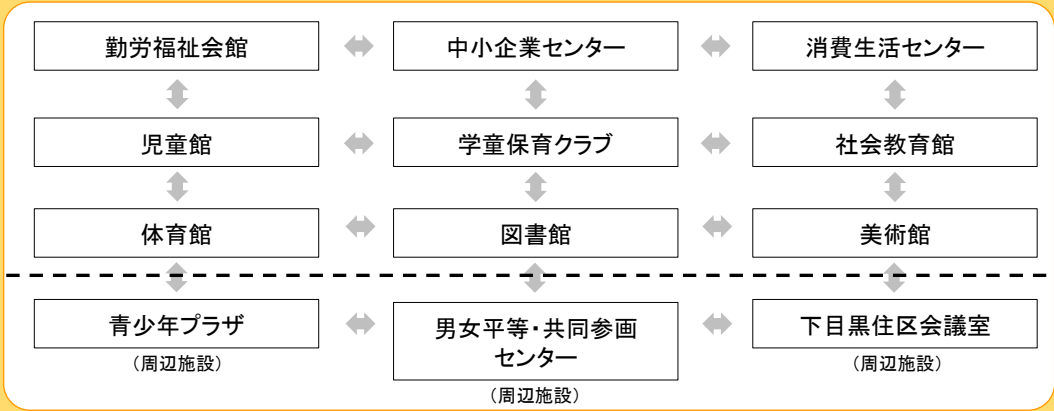 勤労福祉会館
中小企業センター
消費生活センター
児童館
学童保育クラブ
社会教育館
体育館
図書館
美術館
青少年プラザ
(周辺施設)
男女平等・共同参画
センター
(周辺施設)
下目黒住区会議室
(周辺施設)